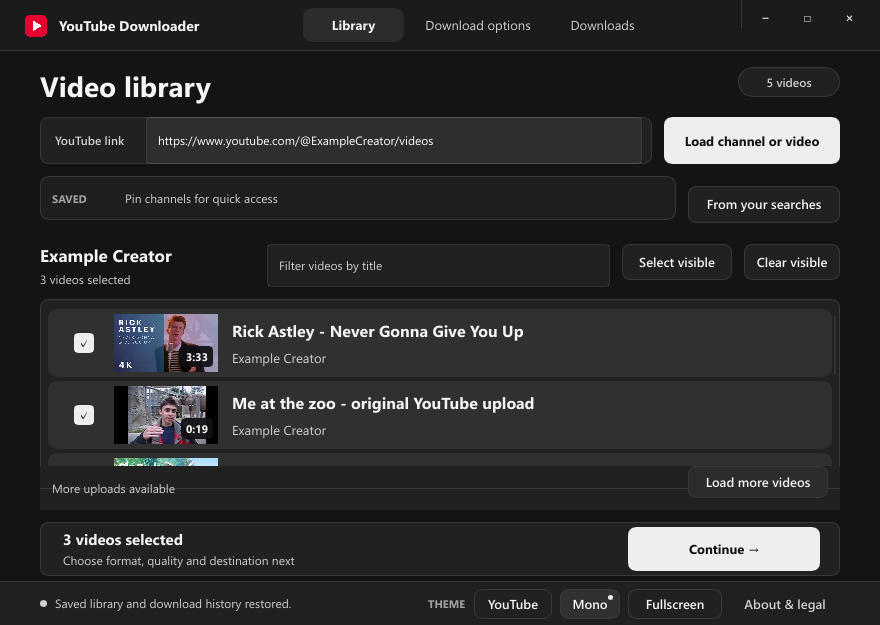 YouTube Downloader
Library
Download options
Downloads
Video library
5 videos
YouTube link
https://www.youtube.com/@ExampleCreator/videos
Load channel or video
SAVED
Pin channels for quick access
From your searches
Example Creator
3 videos selected
Filter videos by title
Select visible
Clear visible
RICK
ASTLEY
4K
3:33
Rick Astley - Never Gonna Give You Up
Example Creator
0:19
Me at the zoo - original YouTube upload
Example Creator
More uploads available
Load more videos
3 videos selected
Choose format, quality and destination next
Continue →
Saved library and download history restored.
THEME
YouTube
Mono
Fullscreen
About & legal